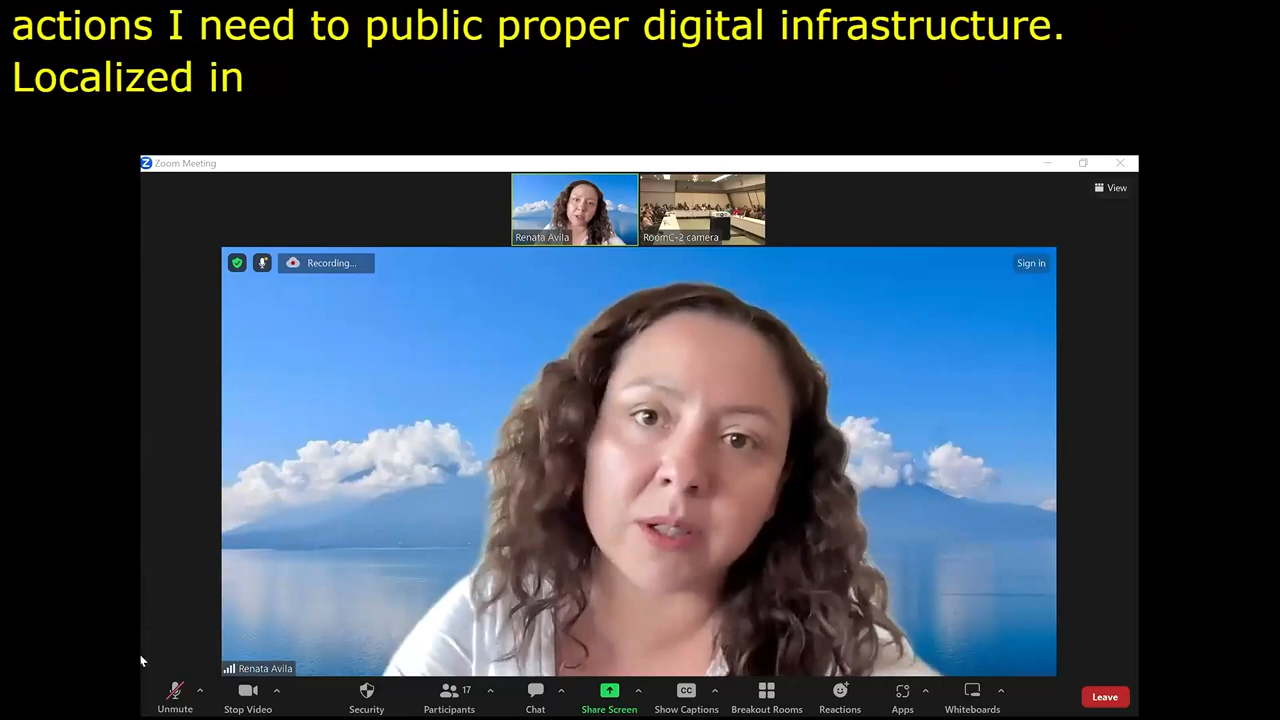 actions I need to public proper digital infrastructure.
Localized in
Zoom Meeting
View
Renata Avila
RoomC-2 camera
Recording...
Sign in
Renata Avila
Unmute
Stop Video
Security
17
Participants
Chat
Share Screen
CC
Show Captions
Breakout Rooms
Reactions
Apps
Whiteboards
Leave